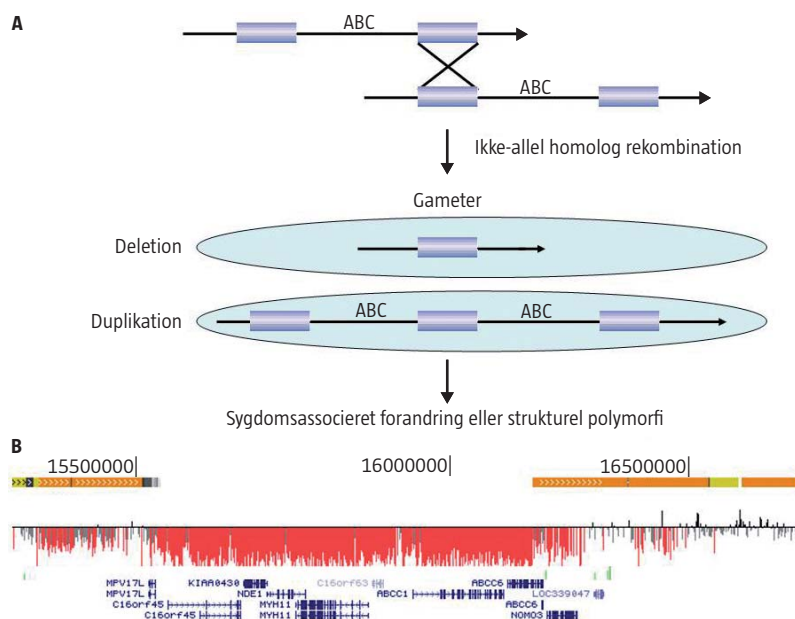 A
ABC
ABC
Ikke-allel homolog rekombination
Gameter
Deletion
Duplikation
ABC
ABC
Sygdomsassocieret forandring eller strukturel polymorfi
B
15500000
16000000
16500000
MPV17L
KIAA0430
C16orf63
ABCC6
MPV17L
NDE1
ABCC1
LOC339047
C16orf45
MYH11
ABCC6
C16orf45
MYH11
NOMO3